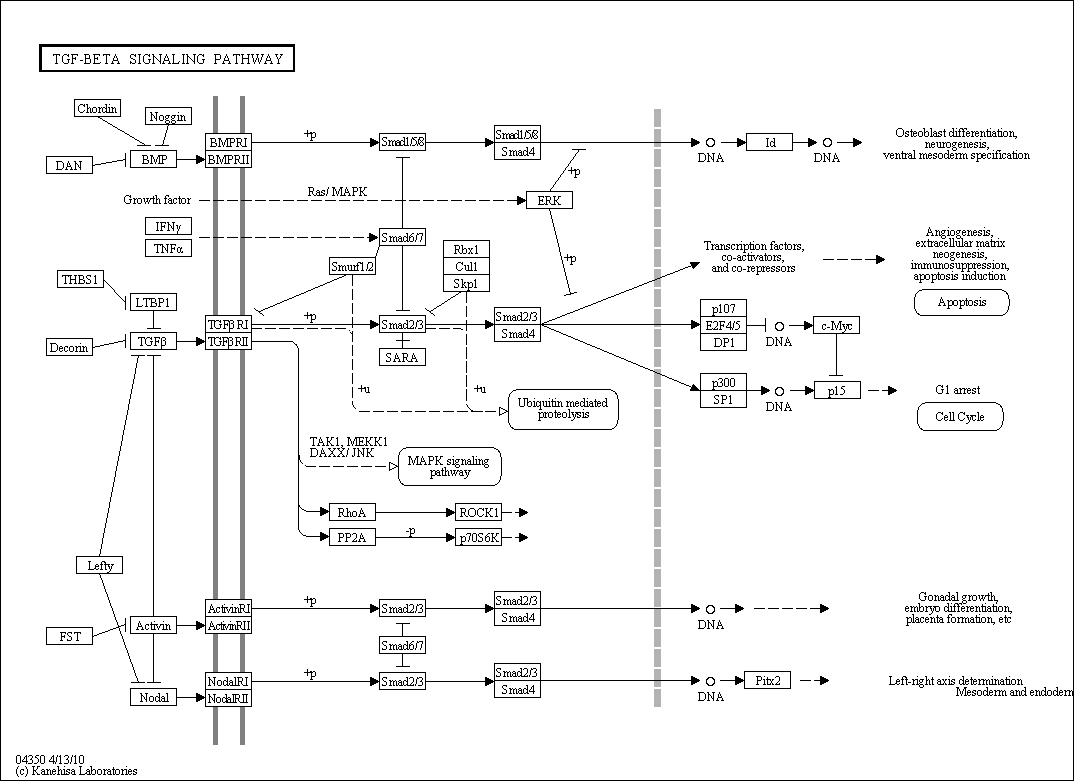 TGF-BETA SIGNALING PATHWAY
Chordin
Noggin
DAN
BMP
BMPRI
BMPRII
+p
Smad1/5/8
Smad1/5/8
Smad4
DNA
Id
DNA
Osteoblast differentiation,
neurogenesis,
ventral mesoderm specification
Growth factor
Ras/ MAPK
ERK
+p
+p
IFNγ
TNFα
Smad6/7
Smurf1/2
Rbx1
Cul1
Skp1
Transcription factors,
co-activators,
and co-repressors
Angiogenesis,
extracellular matrix
neogenesis,
immunosuppression,
apoptosis induction
Apoptosis
THBS1
LTBP1
Decorin
TGFβ
TGFβ RI
TGFβ RII
+p
Smad2/3
SARA
Smad2/3
Smad4
p107
E2F4/5
DP1
DNA
c-Myc
p300
SP1
DNA
p15
G1 arrest
Cell Cycle
+u
+u
Ubiquitin mediated
proteolysis
TAK1, MEKK1
DAXX/ JNK
MAPK signaling
pathway
RhoA
ROCK1
PP2A
-p
p70S6K
Lefty
FST
Activin
ActivinRI
ActivinRII
+p
Smad2/3
Smad2/3
Smad4
DNA
Gonadal growth,
embryo differentiation,
placenta formation, etc
Smad6/7
Nodal
NodalRI
NodalRII
+p
Smad2/3
Smad2/3
Smad4
DNA
Pitx2
Left-right axis determination
Mesoderm and endoderm
04350 4/13/10
(c) Kanehisa Laboratories